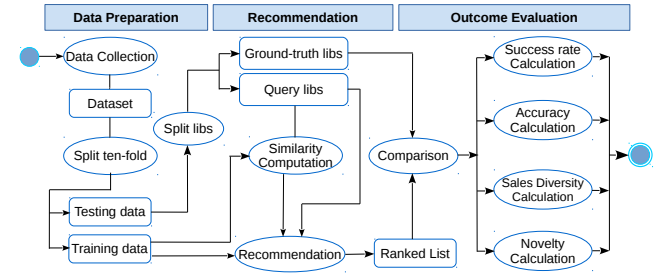 Data Preparation
Recommendation
Outcome Evaluation
Data Collection
Dataset
Split ten-fold
Testing data
Training data
Split libs
Ground-truth libs
Query libs
Similarity
Computation
Recommendation
Comparison
Ranked List
Success rate
Calculation
Accuracy
Calculation
Sales Diversity
Calculation
Novelty
Calculation